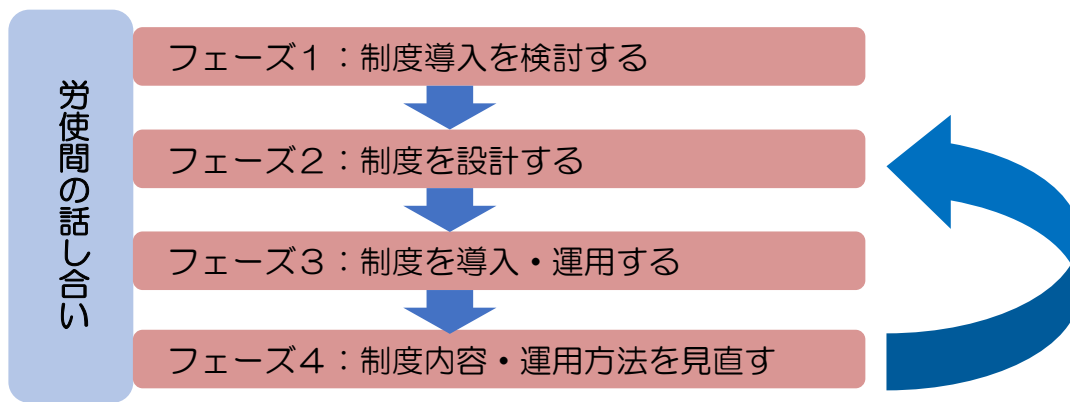 労使間の話し合い
フェーズ１：制度導入を検討する
フェーズ２：制度を設計する
フェーズ３：制度を導入・運用する
フェーズ４：制度内容・運用方法を見直す